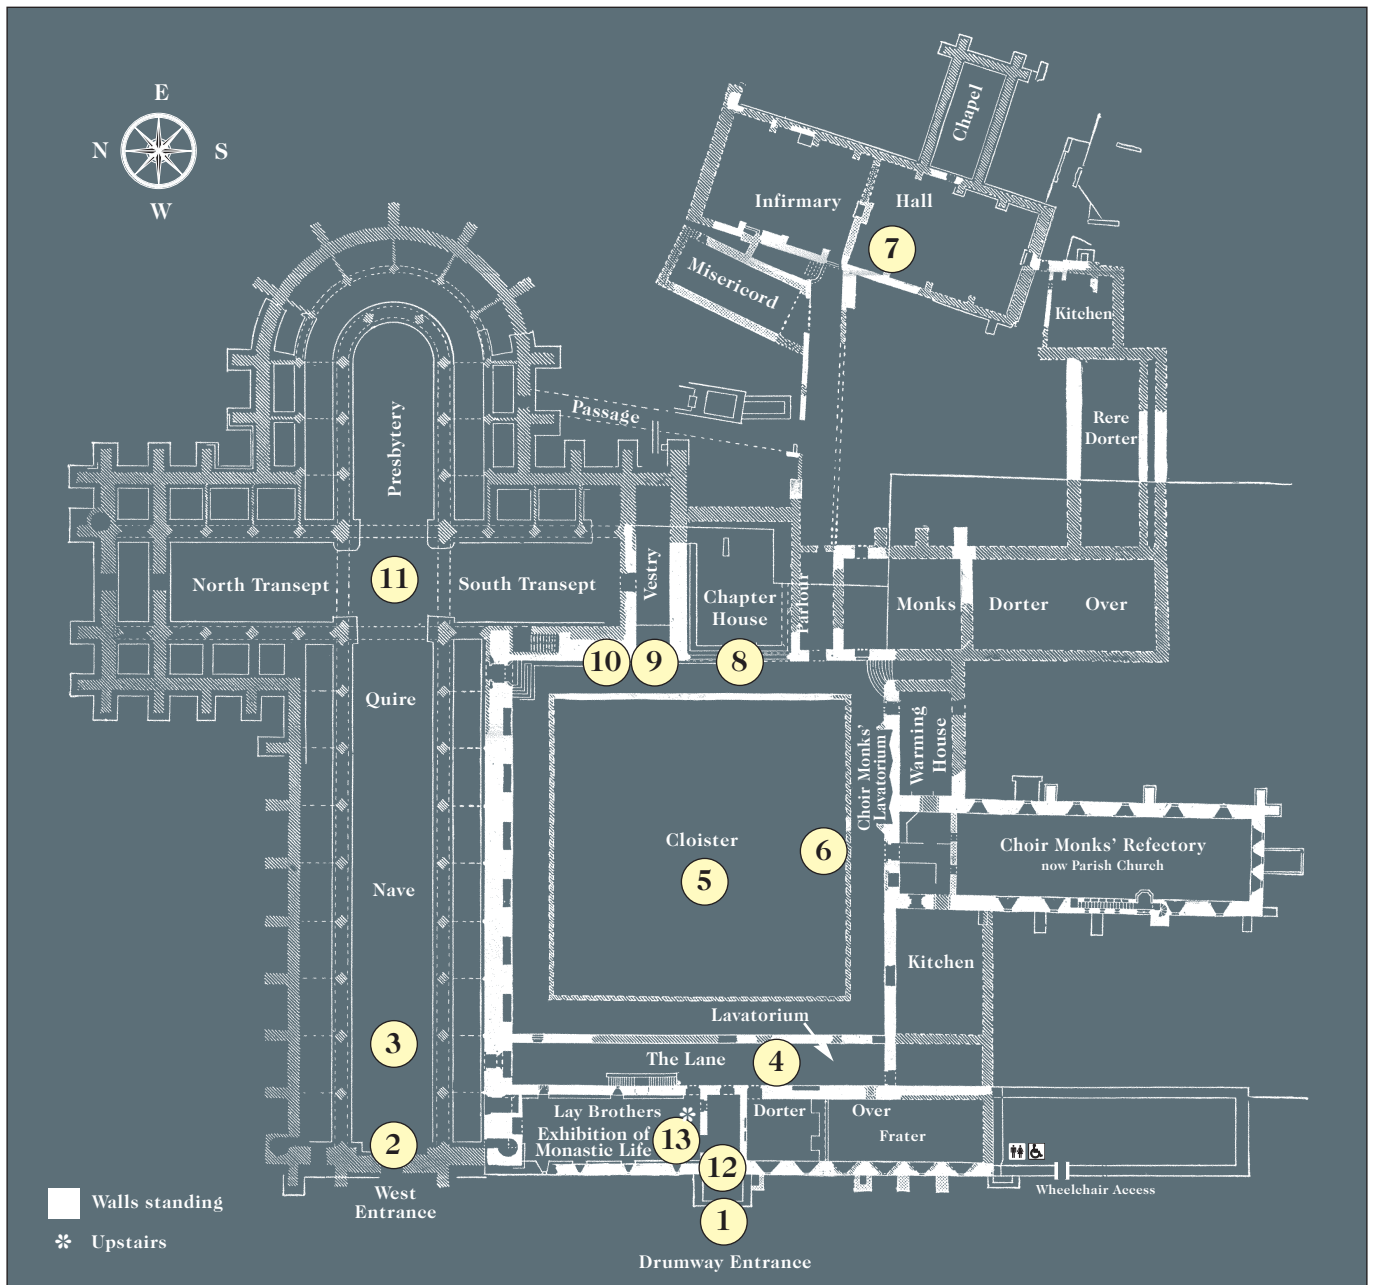 E
N
S
W
Chapel
Infirmary
Hall
7
Misericord
Kitchen
Passage
Rere
Dorter
Presbytery
North Transept
11
South Transept
Vestry
Chapter
House
Parlour
Monks
Dorter
Over
10
9
8
Quire
Choir Monks'
Lavatorium
Warming
House
Cloister
5
6
Choir Monks' Refectory
now Parish Church
Nave
Kitchen
Lavatorium
3
The Lane
4
Lay Brothers
Exhibition of
Monastic Life
13
Dorter
Over
Frater
2
12
Wheelchair Access
West
Entrance
1
Drumway Entrance
Walls standing
Upstairs